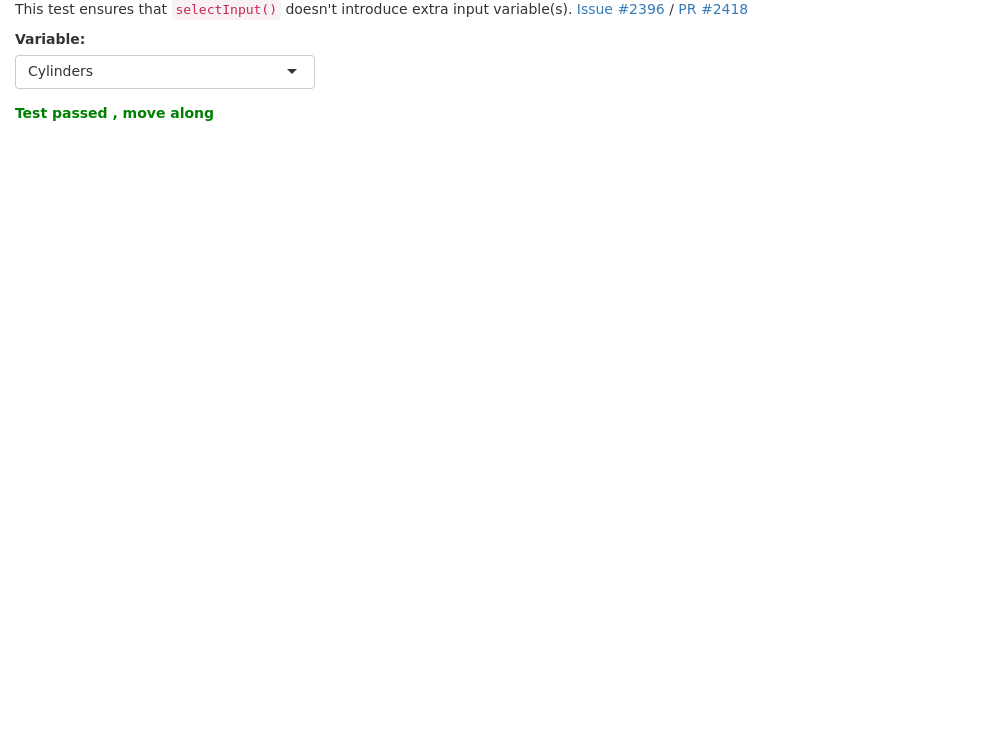 This test ensures that selectInput() doesn't introduce extra input variable(s). Issue #2396 / PR #2418
Variable:
Cylinders
Test passed , move along